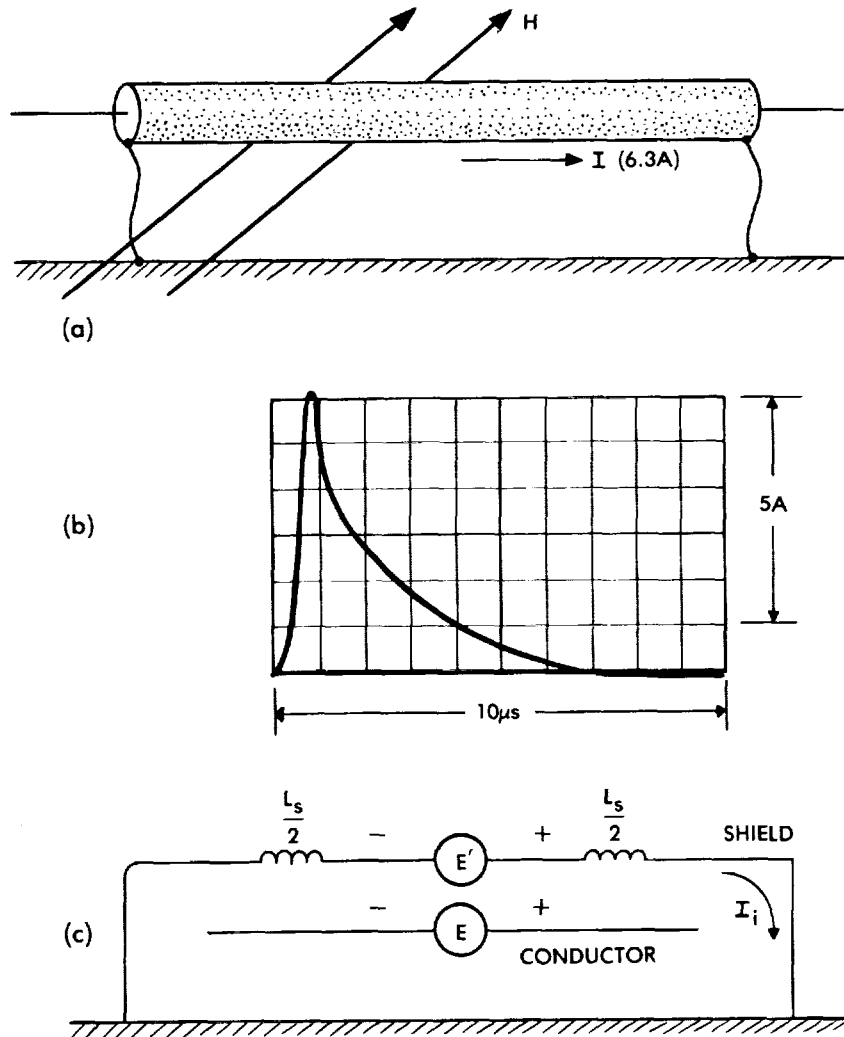 H
I (6.3A)
(a)
(b)
5A
10μs
Ls/2
Ls/2
- + SHIELD
E'
Ii
- +
(c)
E
CONDUCTOR